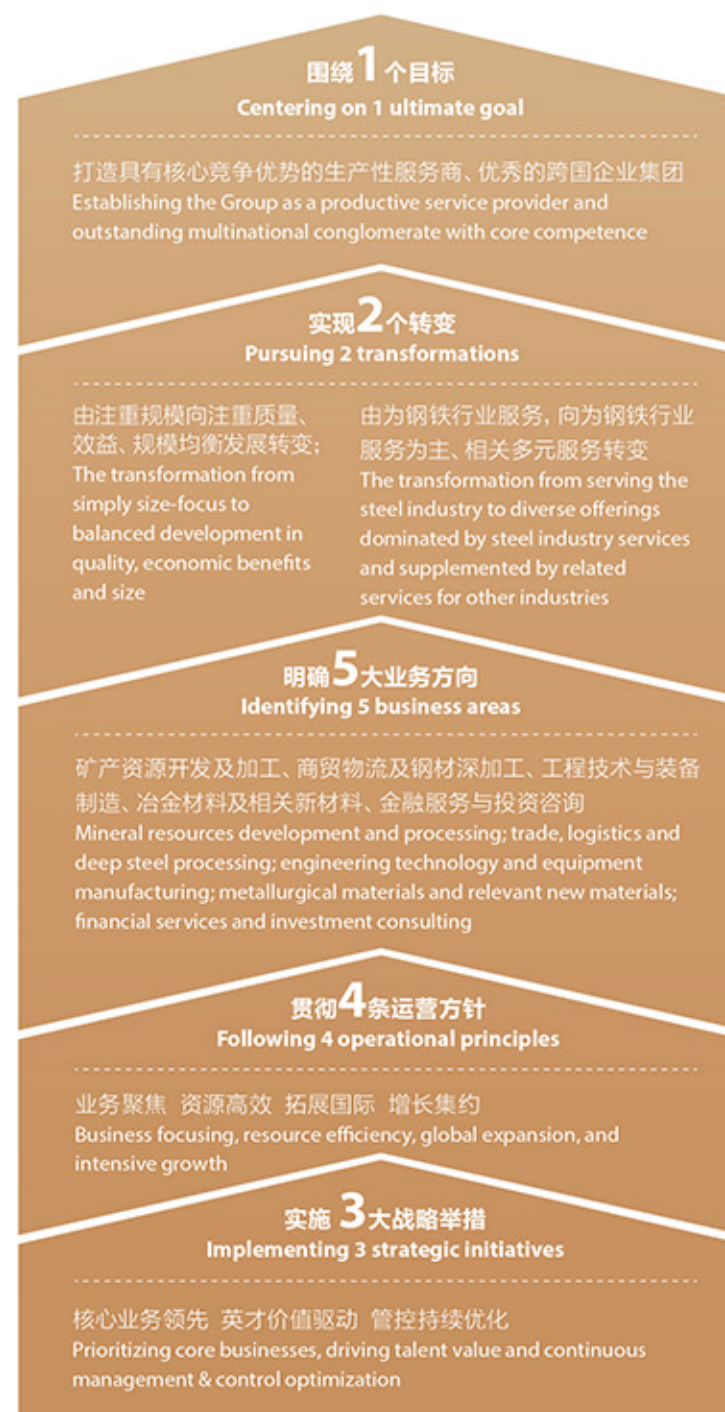 围绕1个目标
Centering on 1 ultimate goal
打造具有核心竞争优势的生产性服务商、优秀的跨国企业集团
Establishing the Group as a productive service provider and
outstanding multinational conglomerate with core competence
实现2个转变
Pursuing 2 transformations
由注重规模向注重质量、
效益、规模均衡发展转变;
The transformation from
simply size-focus to
balanced development in
quality, economic benefits
and size
由为钢铁行业服务,向为钢铁行业
服务为主、相关多元服务转变
The transformation from serving the
steel industry to diverse offerings
dominated by steel industry services
and supplemented by related
services for other industries
明确5大业务方向
Identifying 5 business areas
矿产资源开发及加工、商贸物流及钢材深加工、工程技术与装备
制造、冶金材料及相关新材料、金融服务与投资咨询
Mineral resources development and processing; trade, logistics and
deep steel processing; engineering technology and equipment
manufacturing; metallurgical materials and relevant new materials;
financial services and investment consulting
贯彻4条运营方针
Following 4 operational principles
业务聚焦 资源高效 拓展国际 增长集约
Business focusing, resource efficiency, global expansion, and
intensive growth
实施 3大战略举措
Implementing 3 strategic initiatives
核心业务领先 英才价值驱动 管控持续优化
Prioritizing core businesses, driving talent value and continuous
management & control optimization